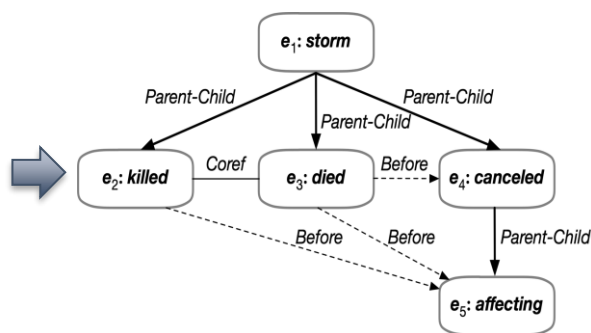 e1: storm
Parent-Child
Parent-Child
Parent-Child
e2: killed
Coref
e3: died
Before
e4: canceled
Before
Before
Parent-Child
e5: affecting